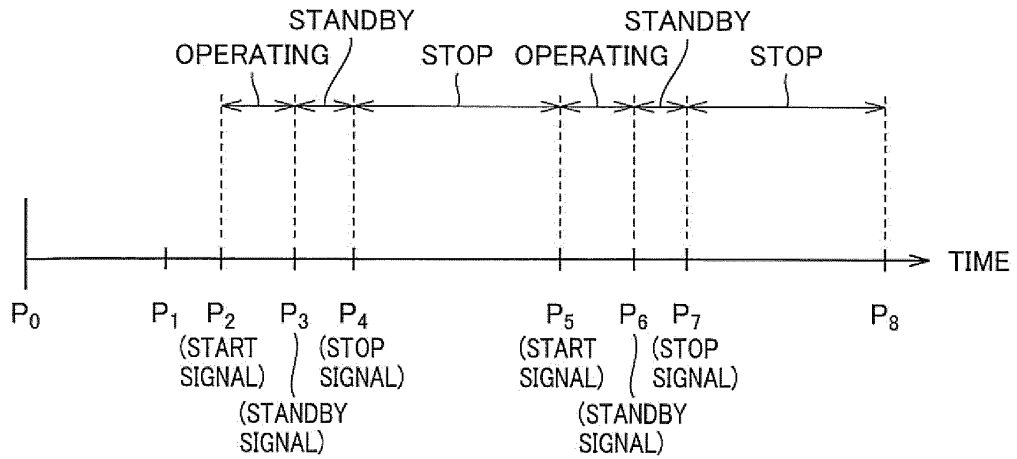 STANDBY
STANDBY
OPERATING
STOP
OPERATING
STOP
TIME
P0
P1
P2
P3
P4
P5
P6
P7
P8
(START
SIGNAL)
(STOP
SIGNAL)
(START
SIGNAL)
(STOP
SIGNAL)
(STANDBY
SIGNAL)
(STANDBY
SIGNAL)